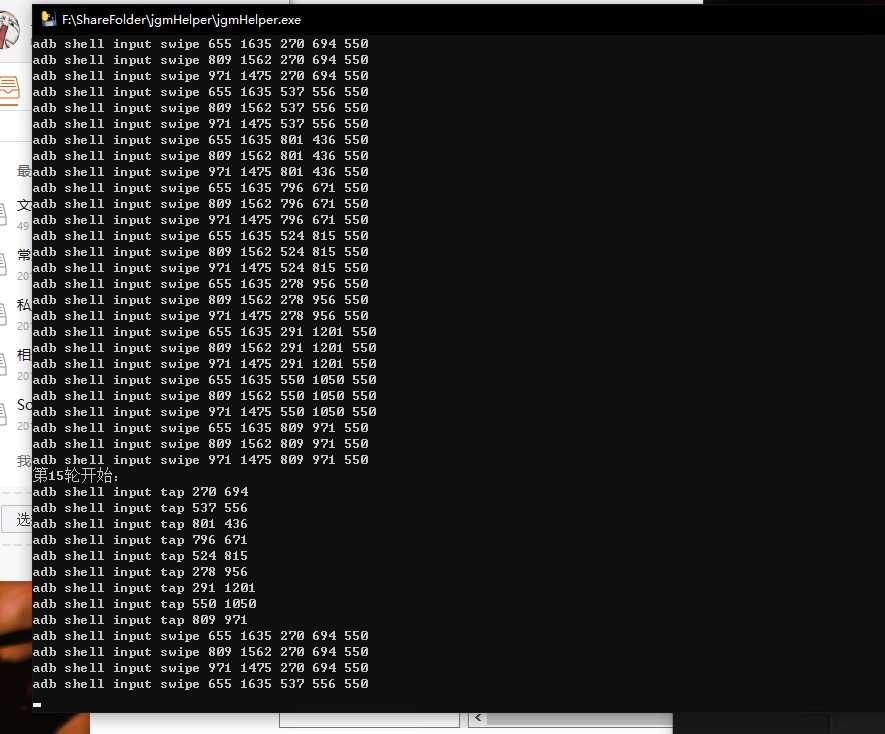 F:\ShareFolder\jgmHelper\jgmHelper.exe
adb shell input swipe 655 1635 270 694 550
adb shell input swipe 809 1562 270 694 550
adb shell input swipe 971 1475 270 694 550
adb shell input swipe 655 1635 537 556 550
adb shell input swipe 809 1562 537 556 550
adb shell input swipe 971 1475 537 556 550
adb shell input swipe 655 1635 801 436 550
adb shell input swipe 809 1562 801 436 550
adb shell input swipe 971 1475 801 436 550
adb shell input swipe 655 1635 796 671 550
adb shell input swipe 809 1562 796 671 550
adb shell input swipe 971 1475 796 671 550
adb shell input swipe 655 1635 524 815 550
adb shell input swipe 809 1562 524 815 550
adb shell input swipe 971 1475 524 815 550
adb shell input swipe 655 1635 278 956 550
adb shell input swipe 809 1562 278 956 550
adb shell input swipe 971 1475 278 956 550
adb shell input swipe 655 1635 291 1201 550
adb shell input swipe 809 1562 291 1201 550
adb shell input swipe 971 1475 291 1201 550
adb shell input swipe 655 1635 550 1050 550
adb shell input swipe 809 1562 550 1050 550
adb shell input swipe 971 1475 550 1050 550
adb shell input swipe 655 1635 809 971 550
adb shell input swipe 809 1562 809 971 550
adb shell input swipe 971 1475 809 971 550
第15轮开始:
adb shell input tap 270 694
adb shell input tap 537 556
adb shell input tap 801 436
adb shell input tap 796 671
adb shell input tap 524 815
adb shell input tap 278 956
adb shell input tap 291 1201
adb shell input tap 550 1050
adb shell input tap 809 971
adb shell input swipe 655 1635 270 694 550
adb shell input swipe 809 1562 270 694 550
adb shell input swipe 971 1475 270 694 550
adb shell input swipe 655 1635 537 556 550
最
文
49
常
20
私
20
相
20
So
20
我
选